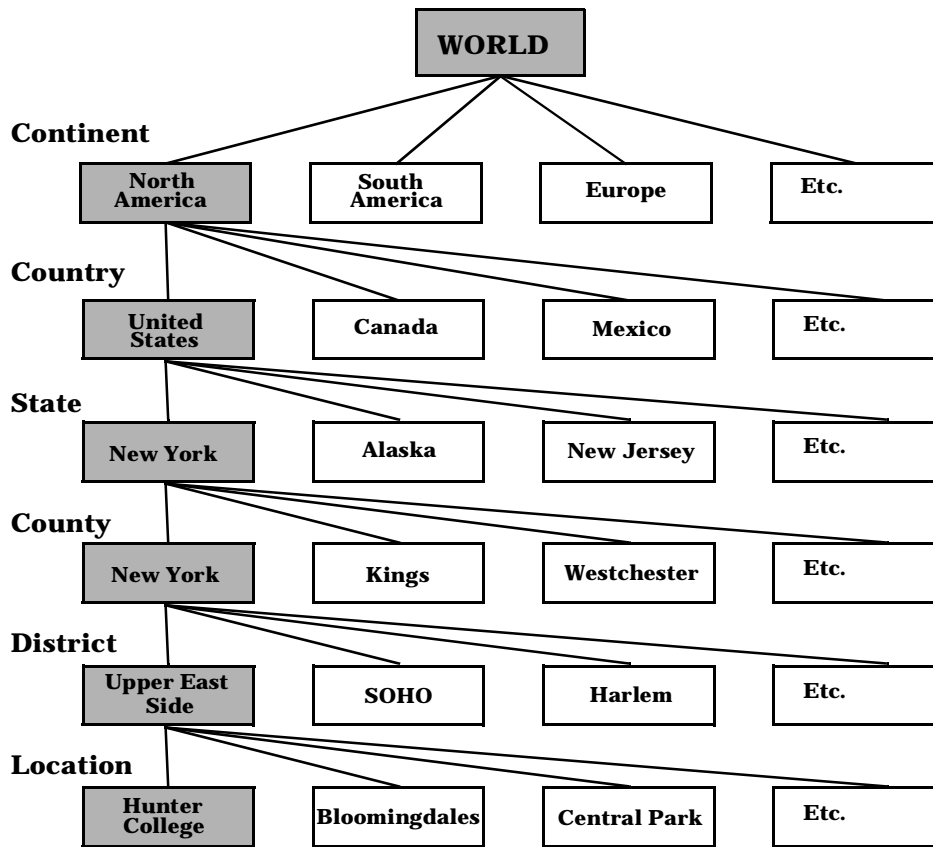 WORLD
Continent
North
America
South
America
Europe
Etc.
Country
United
States
Canada
Mexico
Etc.
State
New York
Alaska
New Jersey
Etc.
County
New York
Kings
Westchester
Etc.
District
Upper East
Side
SOHO
Harlem
Etc.
Location
Hunter
College
Bloomingdales
Central Park
Etc.